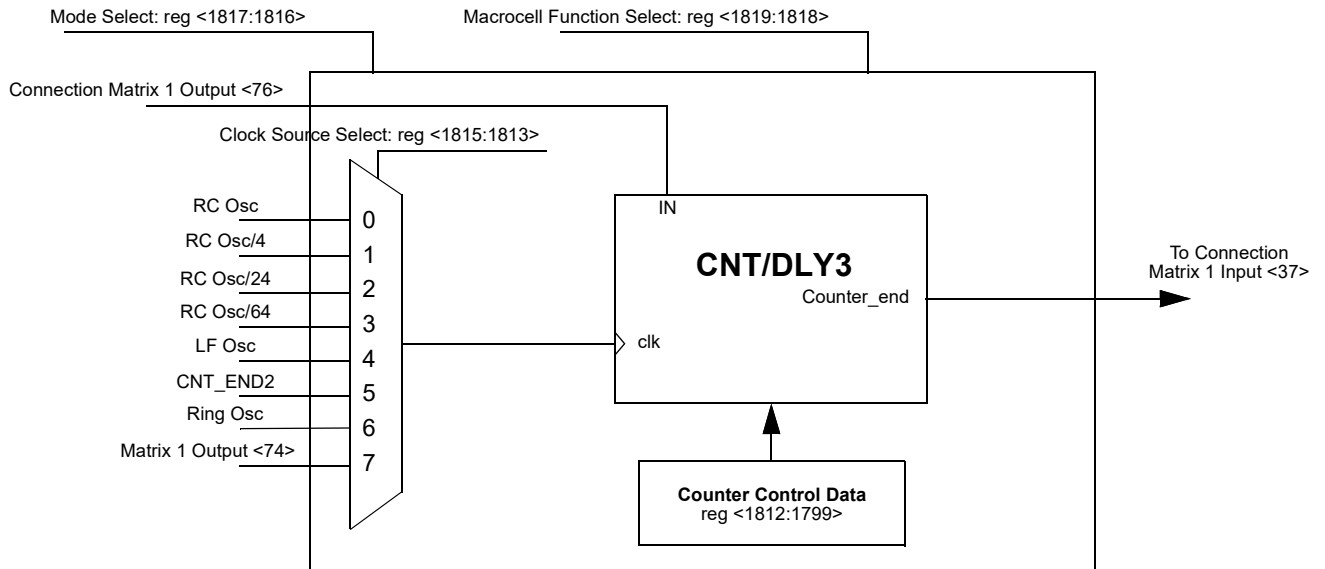 Mode Select: reg <1817:1816>
Macrocell Function Select: reg <1819:1818>
Connection Matrix 1 Output <76>
Clock Source Select: reg <1815:1813>
RC Osc
0
RC Osc/4
1
RC Osc/24
2
RC Osc/64
3
LF Osc
4
CNT_END2
5
Ring Osc
6
Matrix 1 Output <74>
7
IN
CNT/DLY3
Counter_end
clk
To Connection
Matrix 1 Input <37>
Counter Control Data
reg <1812:1799>